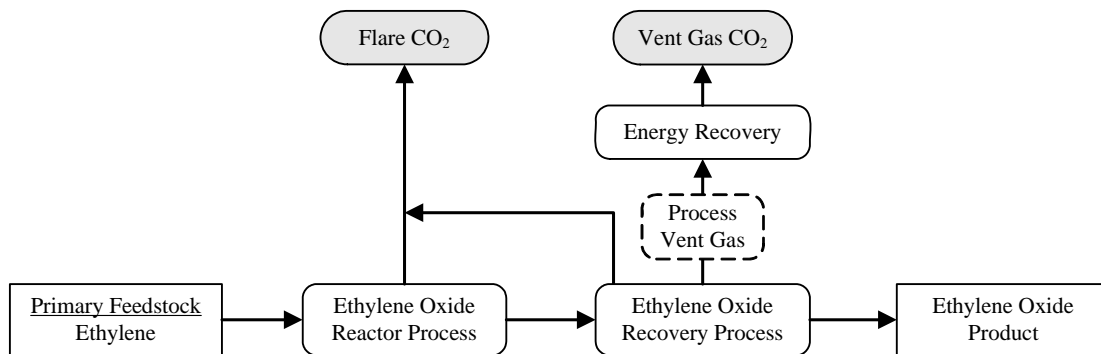 Flare CO₂
Vent Gas CO₂
Energy Recovery
Process
Vent Gas
Primary Feedstock
Ethylene
Ethylene Oxide
Reactor Process
Ethylene Oxide
Recovery Process
Ethylene Oxide
Product